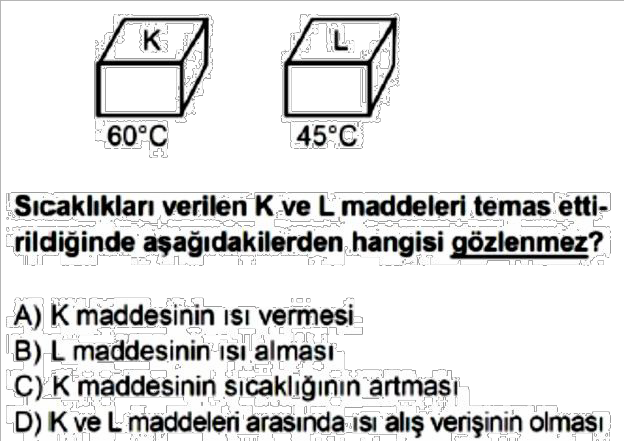 K L
60°C 45°C
Sıcaklıkları verilen K ve L maddeleri temas etti-
rildiğinde aşağıdakilerden hangisi gözlenmez?
A) K maddesinin ısı vermesi
B) L maddesinin ısı alması
C) K maddesinin sıcaklığının artması
D) K ve L maddeleri arasında ısı alış verişinin olması